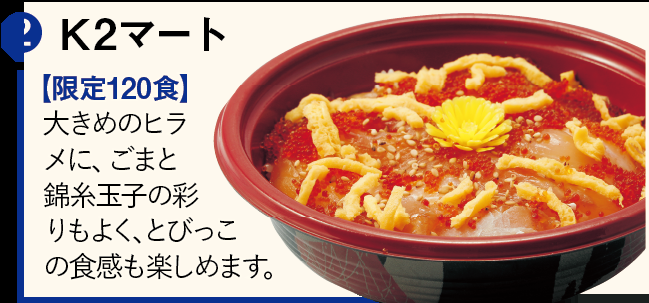 2 K2マート
【限定120食】
大きめのヒラ
メに、ごまと
錦糸玉子の彩
りもよく、とびっこ
の食感も楽しめます。